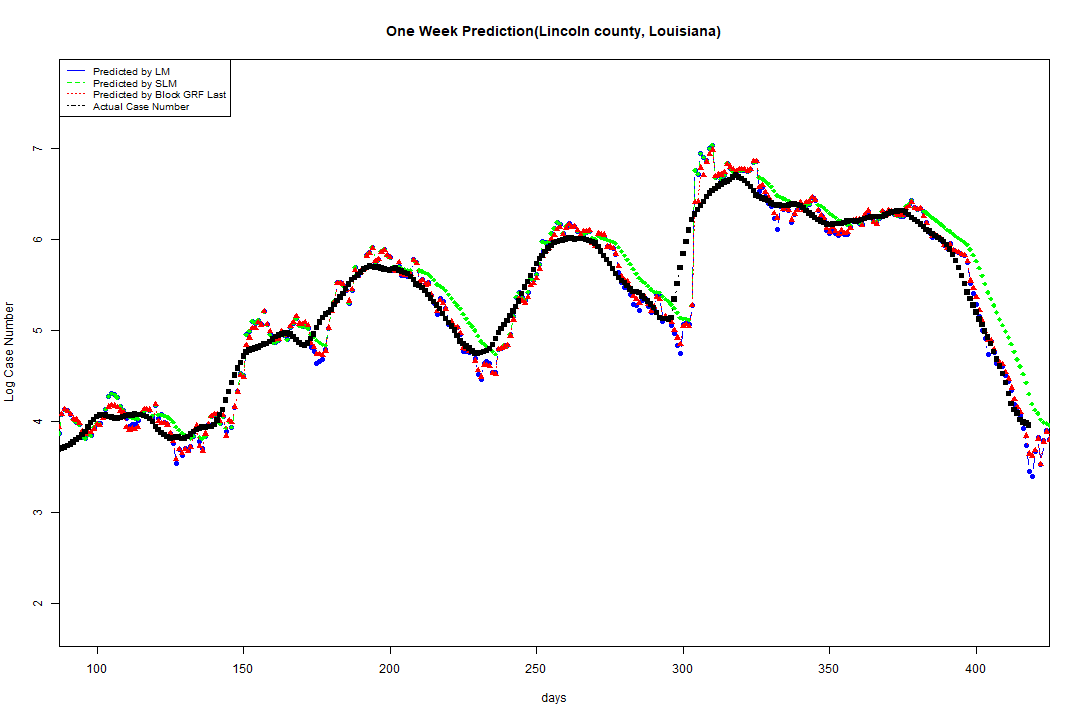 One Week Prediction(Lincoln county, Louisiana)
Predicted by LM
Predicted by SLM
Predicted by Block GRF Last
Actual Case Number
7
6
5
4
3
2
Log Case Number
100 150 200 250 300 350 400
days